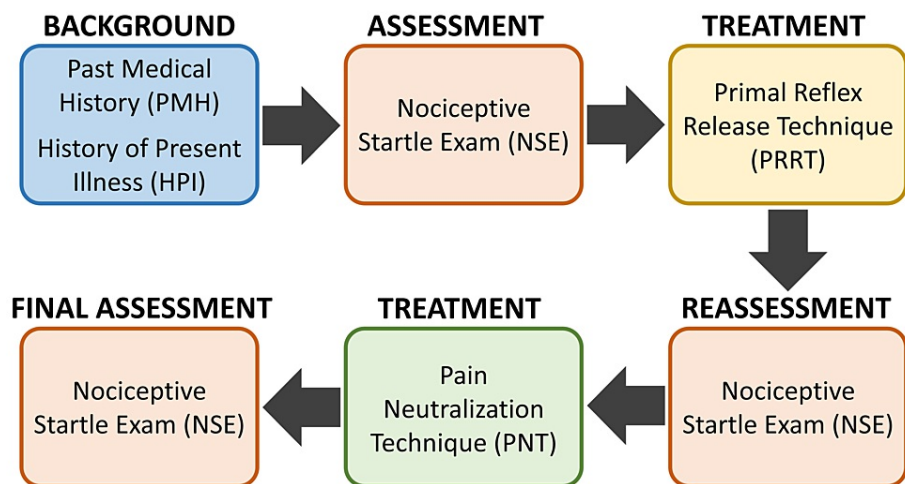 BACKGROUND
Past Medical
History (PMH)
History of Present
Illness (HPI)
ASSESSMENT
Nociceptive
Startle Exam (NSE)
TREATMENT
Primal Reflex
Release Technique
(PRRT)
REASSESSMENT
Nociceptive
Startle Exam (NSE)
TREATMENT
Pain
Neutralization
Technique (PNT)
FINAL ASSESSMENT
Nociceptive
Startle Exam (NSE)